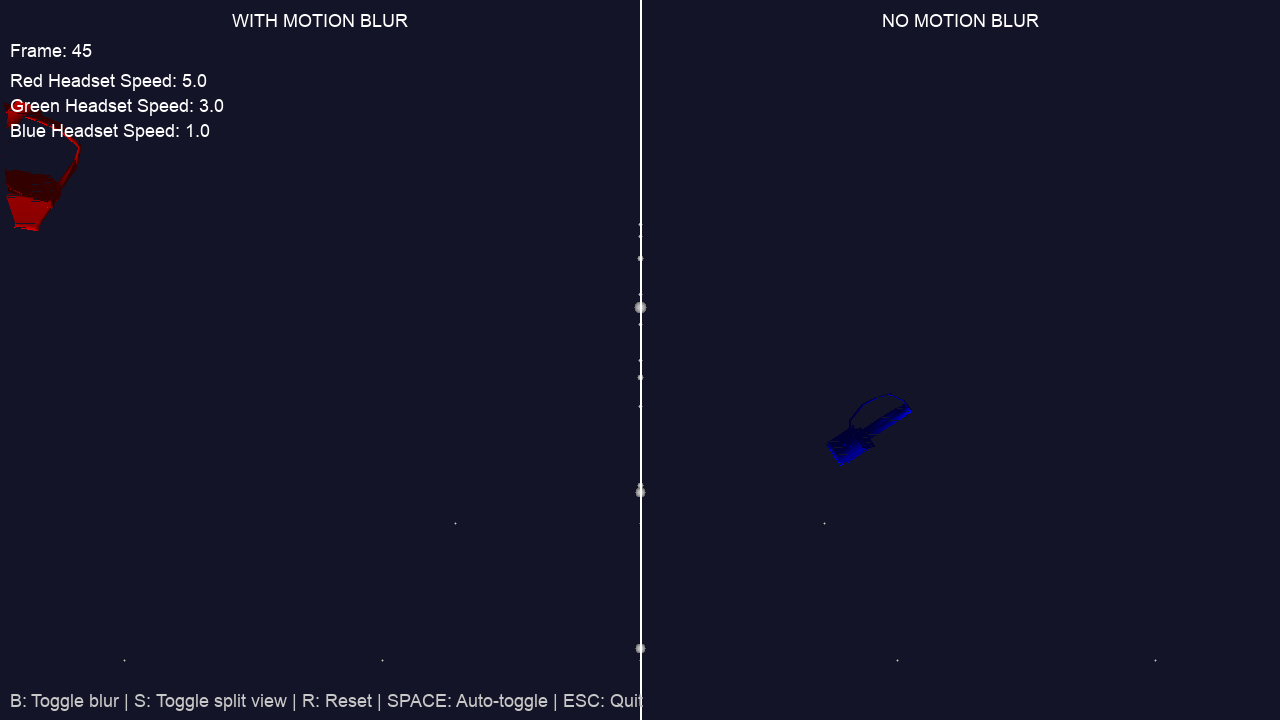 WITH MOTION BLUR
NO MOTION BLUR
Frame: 45
Red Headset Speed: 5.0
Green Headset Speed: 3.0
Blue Headset Speed: 1.0
B: Toggle blur | S: Toggle split view | R: Reset | SPACE: Auto-toggle | ESC: Quit